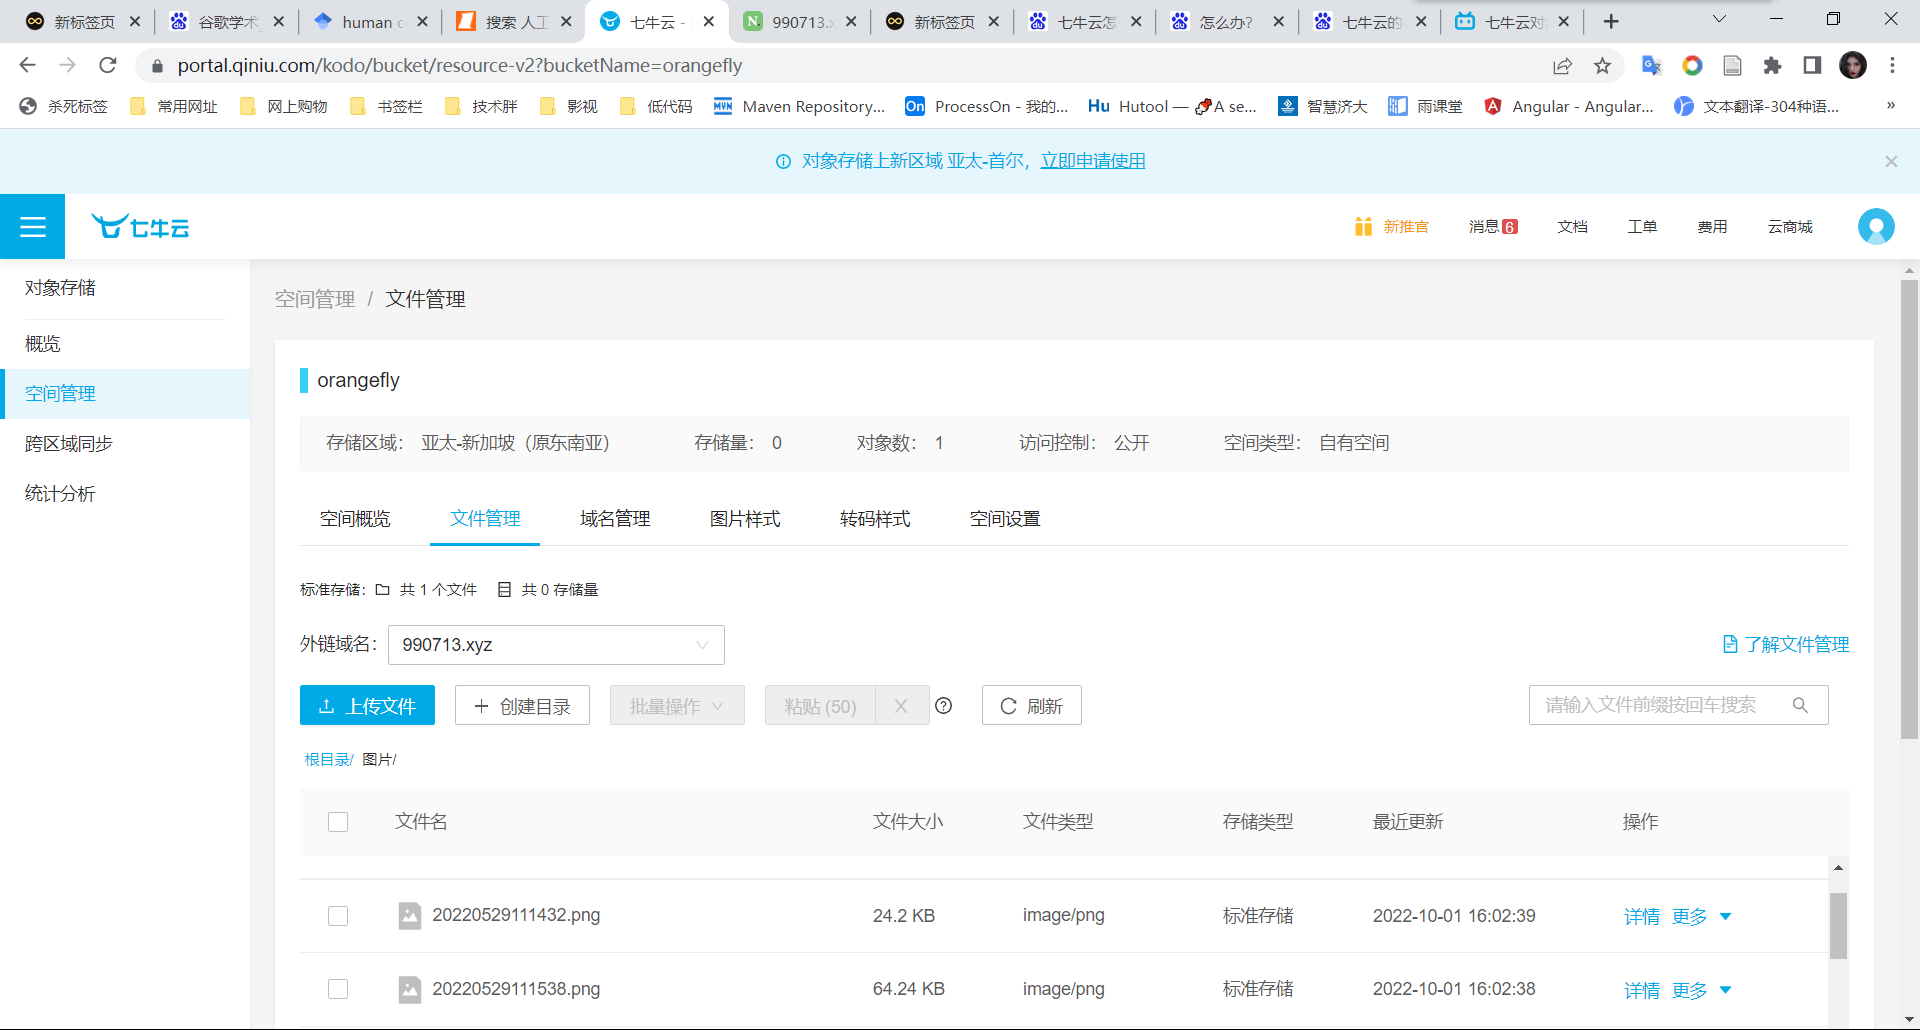 新标签页
谷歌学术
human c
搜索 人工
七牛云 -
990713.x
新标签页
七牛云怎
怎么办?
七牛云的
七牛云对
portal.qiniu.com/kodo/bucket/resource-v2?bucketName=orangefly
杀死标签
常用网址
网上购物
书签栏
技术胖
影视
低代码
Maven Repository...
ProcessOn - 我的...
Hutool — A se...
智慧济大
雨课堂
Angular - Angular...
文本翻译-304种语...
»
对象存储上新区域 亚太-首尔，立即申请使用
七牛云
新推官
消息 6
文档
工单
费用
云商城
对象存储
概览
空间管理
跨区域同步
统计分析
空间管理 / 文件管理
orangefly
存储区域： 亚太-新加坡（原东南亚） 存储量： 0 对象数： 1 访问控制： 公开 空间类型： 自有空间
空间概览 文件管理 域名管理 图片样式 转码样式 空间设置
标准存储： 共 1 个文件 共 0 存储量
外链域名： 990713.xyz
了解文件管理
上传文件 创建目录 批量操作 粘贴 (50) 刷新 请输入文件前缀按回车搜索
根目录/ 图片/
文件名 文件大小 文件类型 存储类型 最近更新 操作
20220529111432.png 24.2 KB image/png 标准存储 2022-10-01 16:02:39 详情 更多
20220529111538.png 64.24 KB image/png 标准存储 2022-10-01 16:02:38 详情 更多